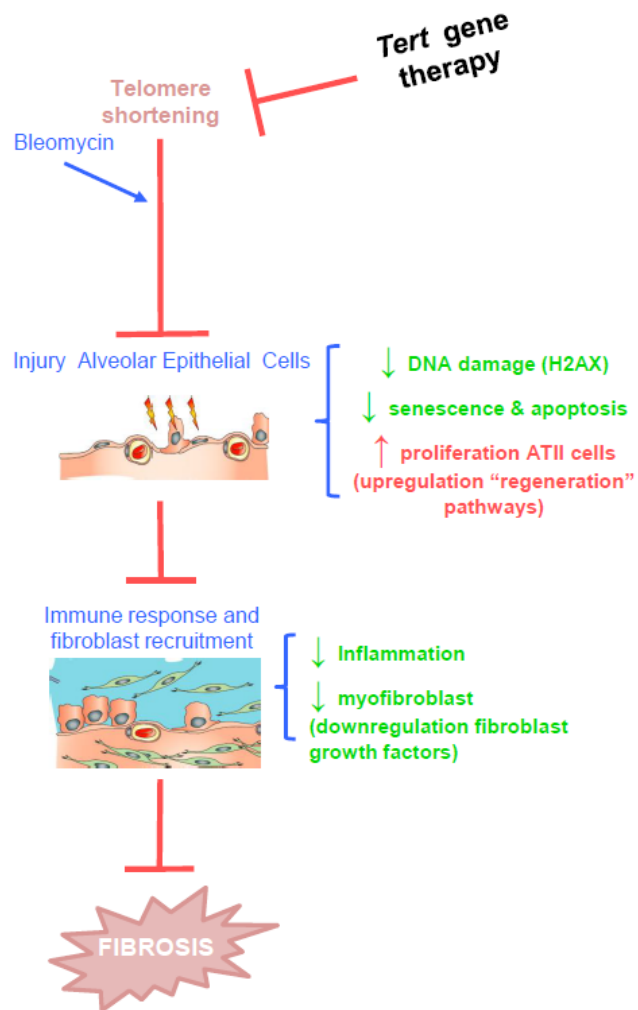 Tert gene
therapy
Telomere
shortening
Bleomycin
Injury Alveolar Epithelial Cells
↓ DNA damage (H2AX)
↓ senescence & apoptosis
↑ proliferation ATII cells
(upregulation “regeneration”
pathways)
Immune response and
fibroblast recruitment
↓ Inflammation
↓ myofibroblast
(downregulation fibroblast
growth factors)
FIBROSIS